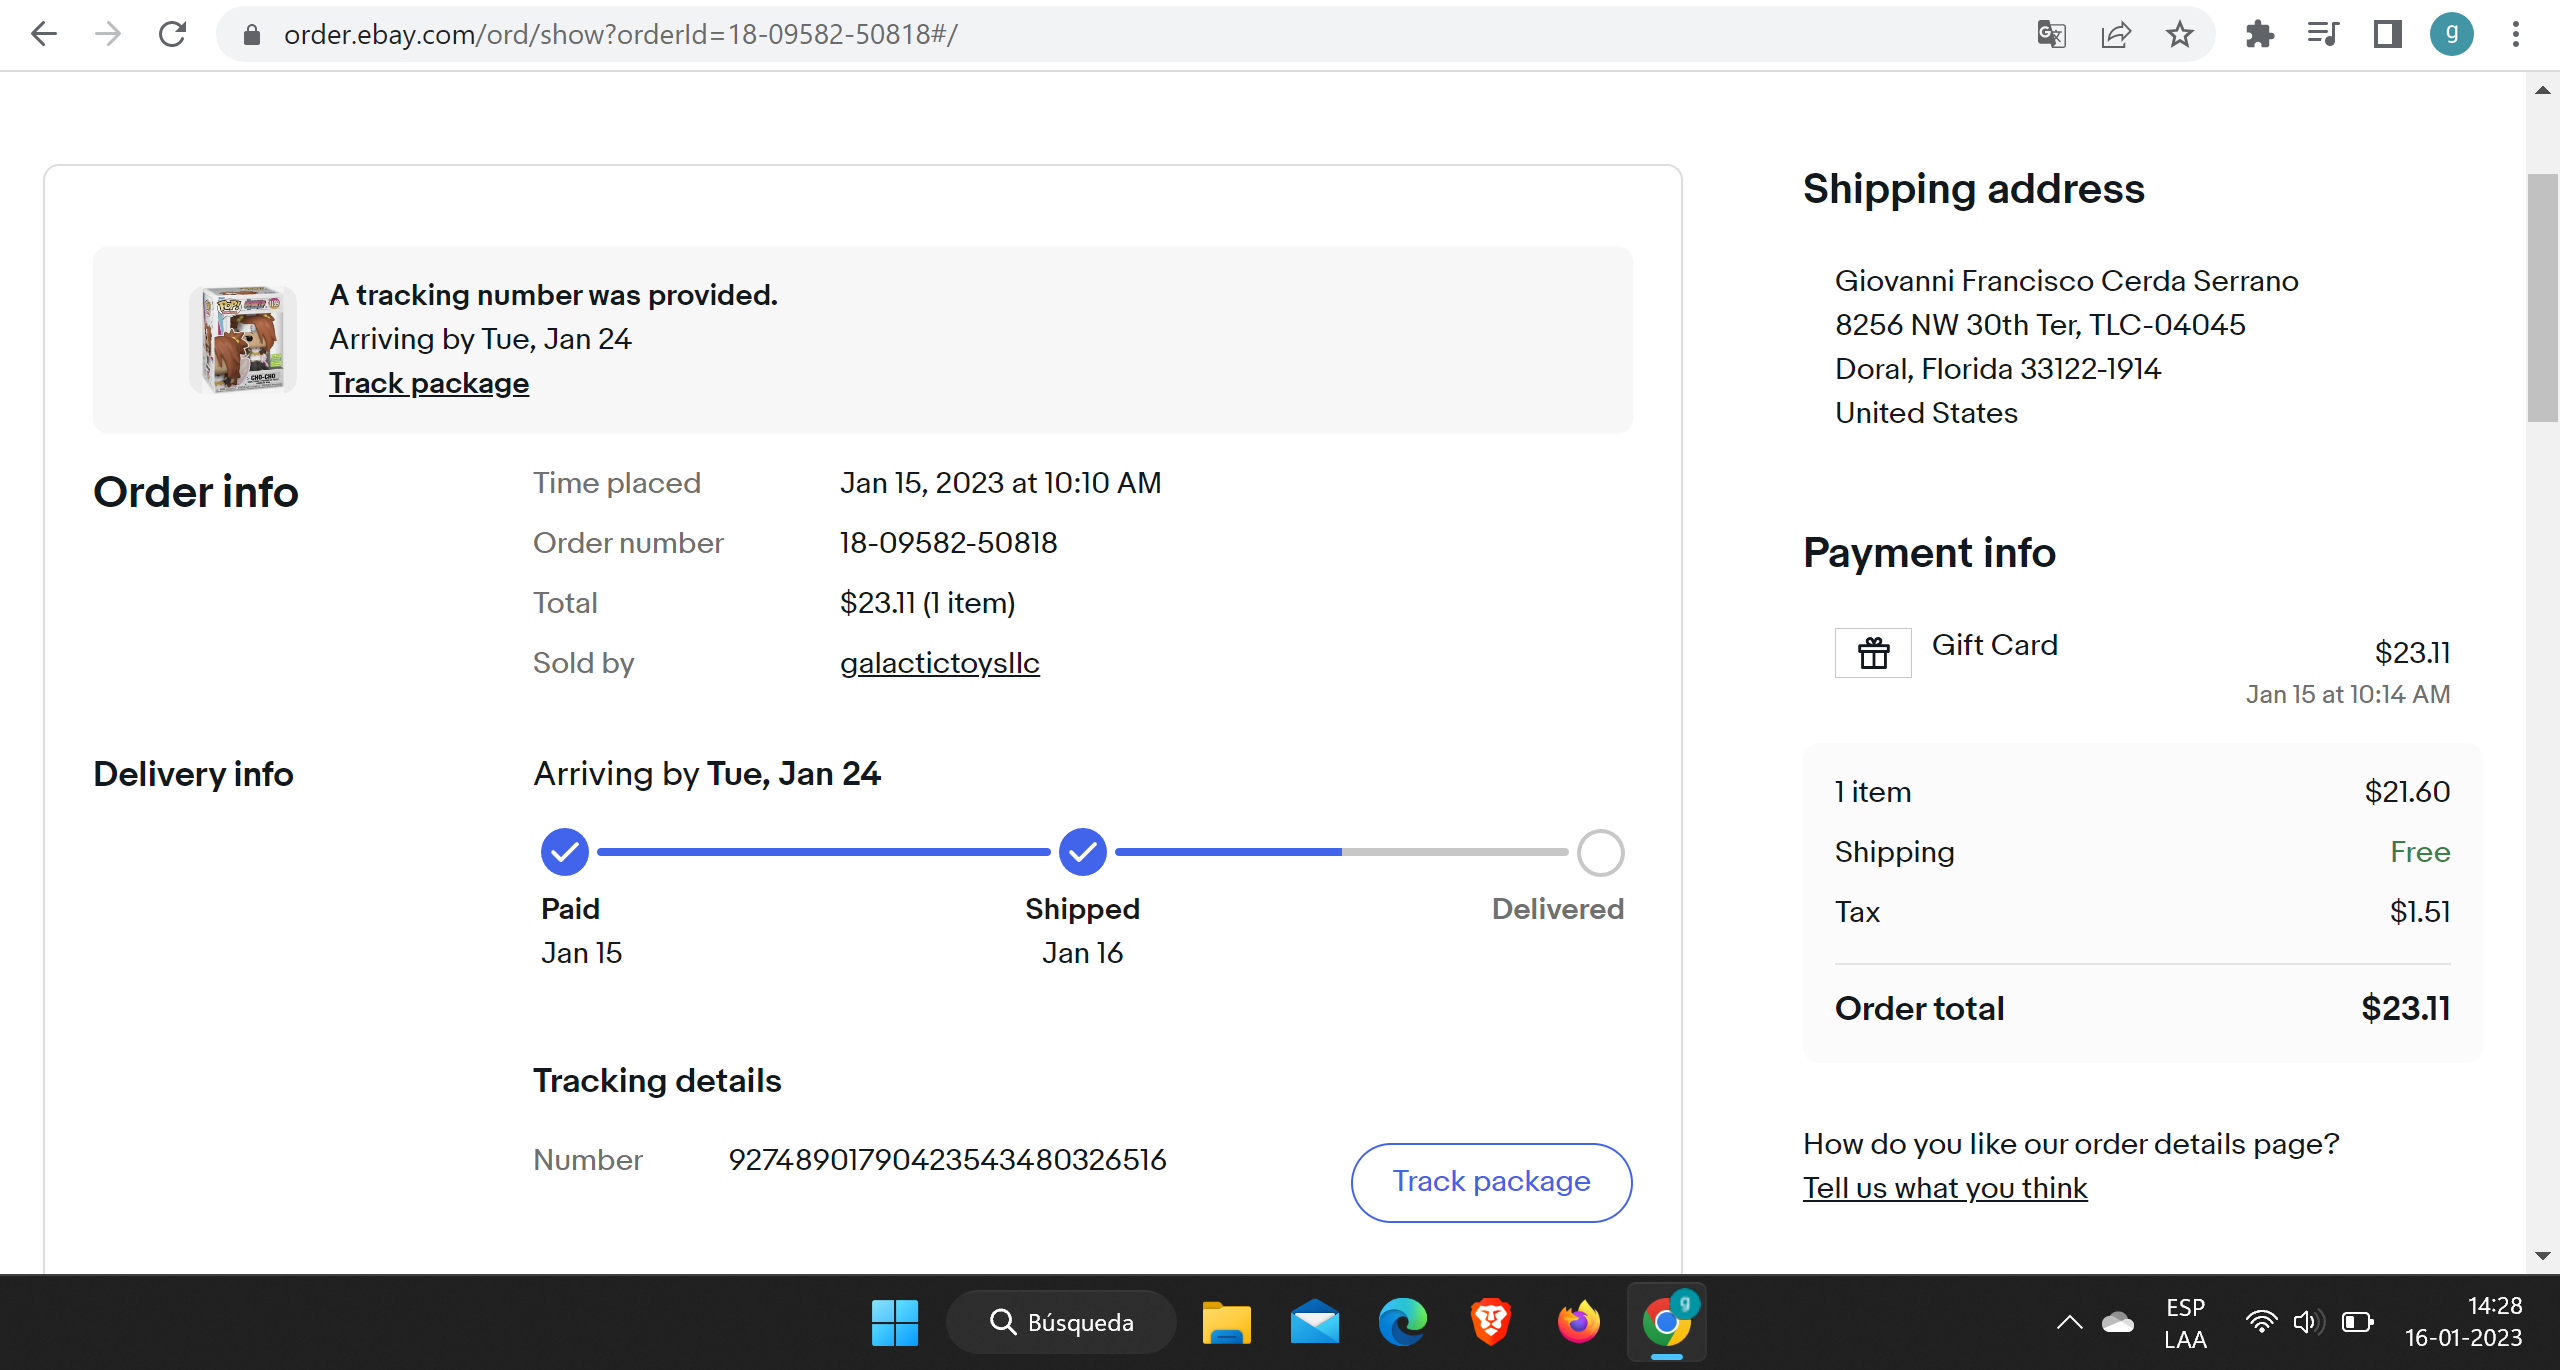 order.ebay.com/ord/show?orderId=18-09582-50818#/
g
A tracking number was provided.
Arriving by Tue, Jan 24
Track package
POP!
CHO-CHO
Order info
Time placed Jan 15, 2023 at 10:10 AM
Order number 18-09582-50818
Total $23.11 (1 item)
Sold by galactictoysllc
Delivery info
Arriving by Tue, Jan 24
Paid Shipped Delivered
Jan 15 Jan 16
Tracking details
Number 92748901790423543480326516
Track package
Shipping address
Giovanni Francisco Cerda Serrano
8256 NW 30th Ter, TLC-04045
Doral, Florida 33122-1914
United States
Payment info
Gift Card $23.11
Jan 15 at 10:14 AM
1 item $21.60
Shipping Free
Tax $1.51
Order total $23.11
How do you like our order details page?
Tell us what you think
Búsqueda
g
ESP
LAA
14:28
16-01-2023